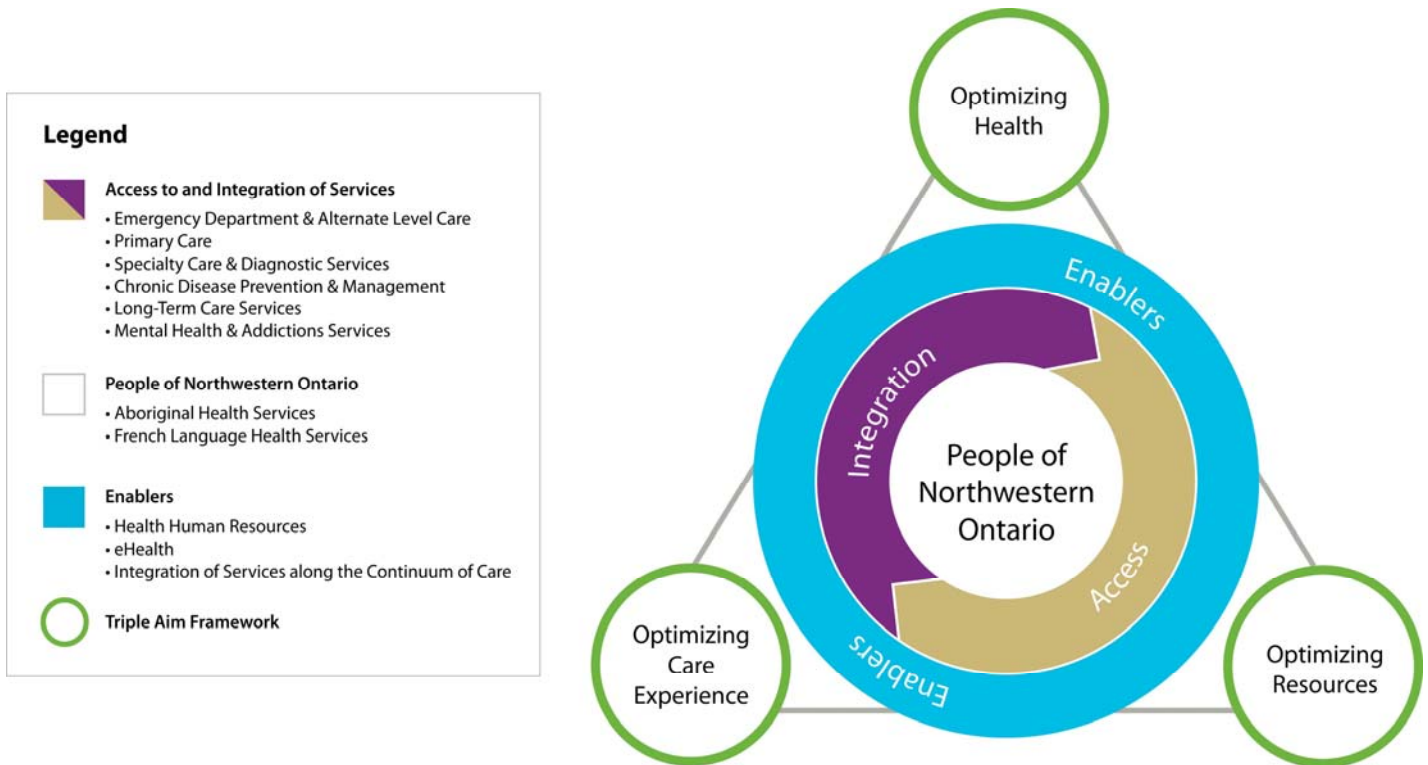 Legend
Access to and Integration of Services
• Emergency Department & Alternate Level Care
• Primary Care
• Specialty Care & Diagnostic Services
• Chronic Disease Prevention & Management
• Long-Term Care Services
• Mental Health & Addictions Services
People of Northwestern Ontario
• Aboriginal Health Services
• French Language Health Services
Enablers
• Health Human Resources
• eHealth
• Integration of Services along the Continuum of Care
Triple Aim Framework
Optimizing
Health
Enablers
Integration
People of
Northwestern
Ontario
Access
Enablers
Optimizing
Care
Experience
Optimizing
Resources